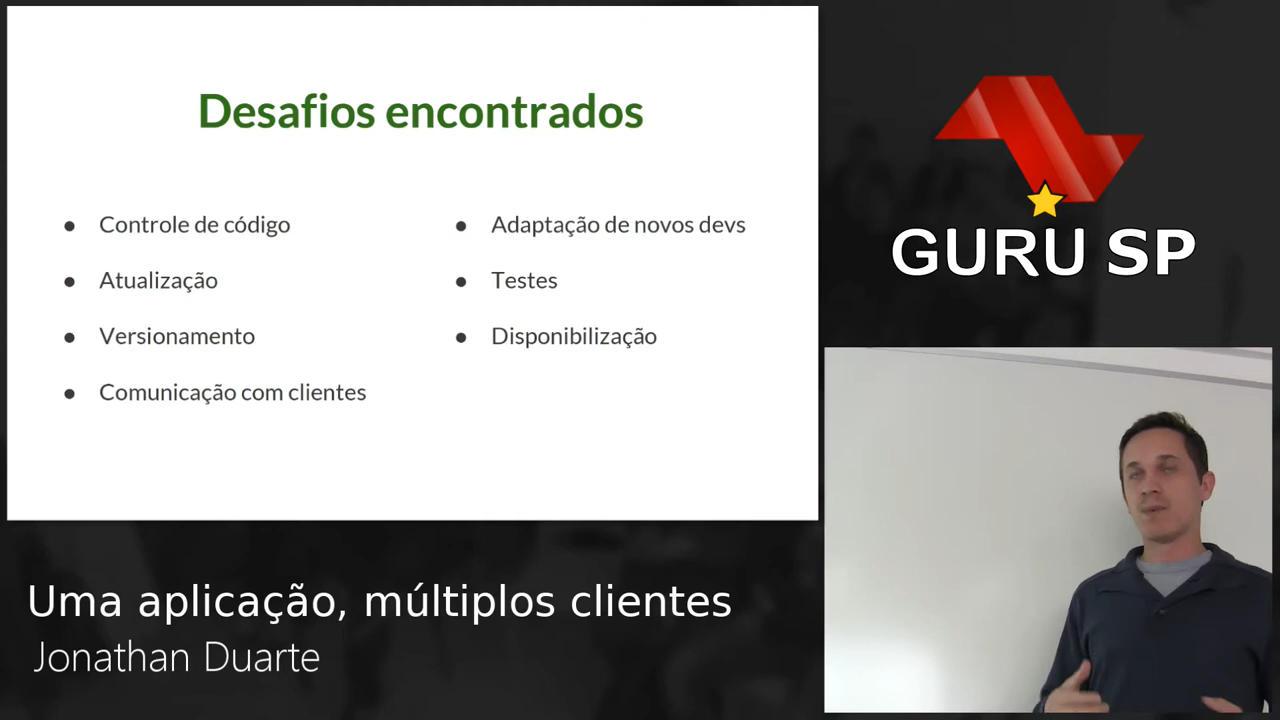 Desafios encontrados
● Controle de código
● Atualização
● Versionamento
● Comunicação com clientes
● Adaptação de novos devs
● Testes
● Disponibilização
GURU SP
Uma aplicação, múltiplos clientes
Jonathan Duarte